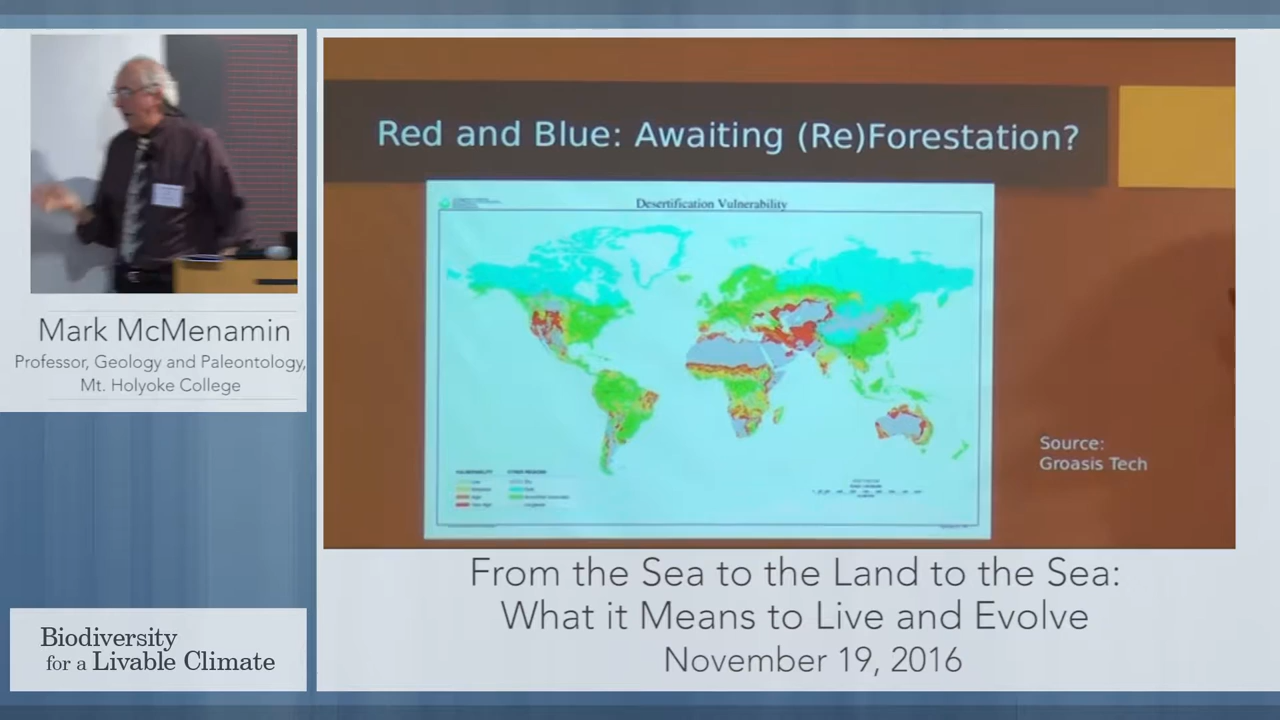 Mark McMenamin
Professor, Geology and Paleontology,
Mt. Holyoke College
Biodiversity
for a Livable Climate
Red and Blue: Awaiting (Re)Forestation?
Desertification Vulnerability
Source:
Groasis Tech
From the Sea to the Land to the Sea:
What it Means to Live and Evolve
November 19, 2016